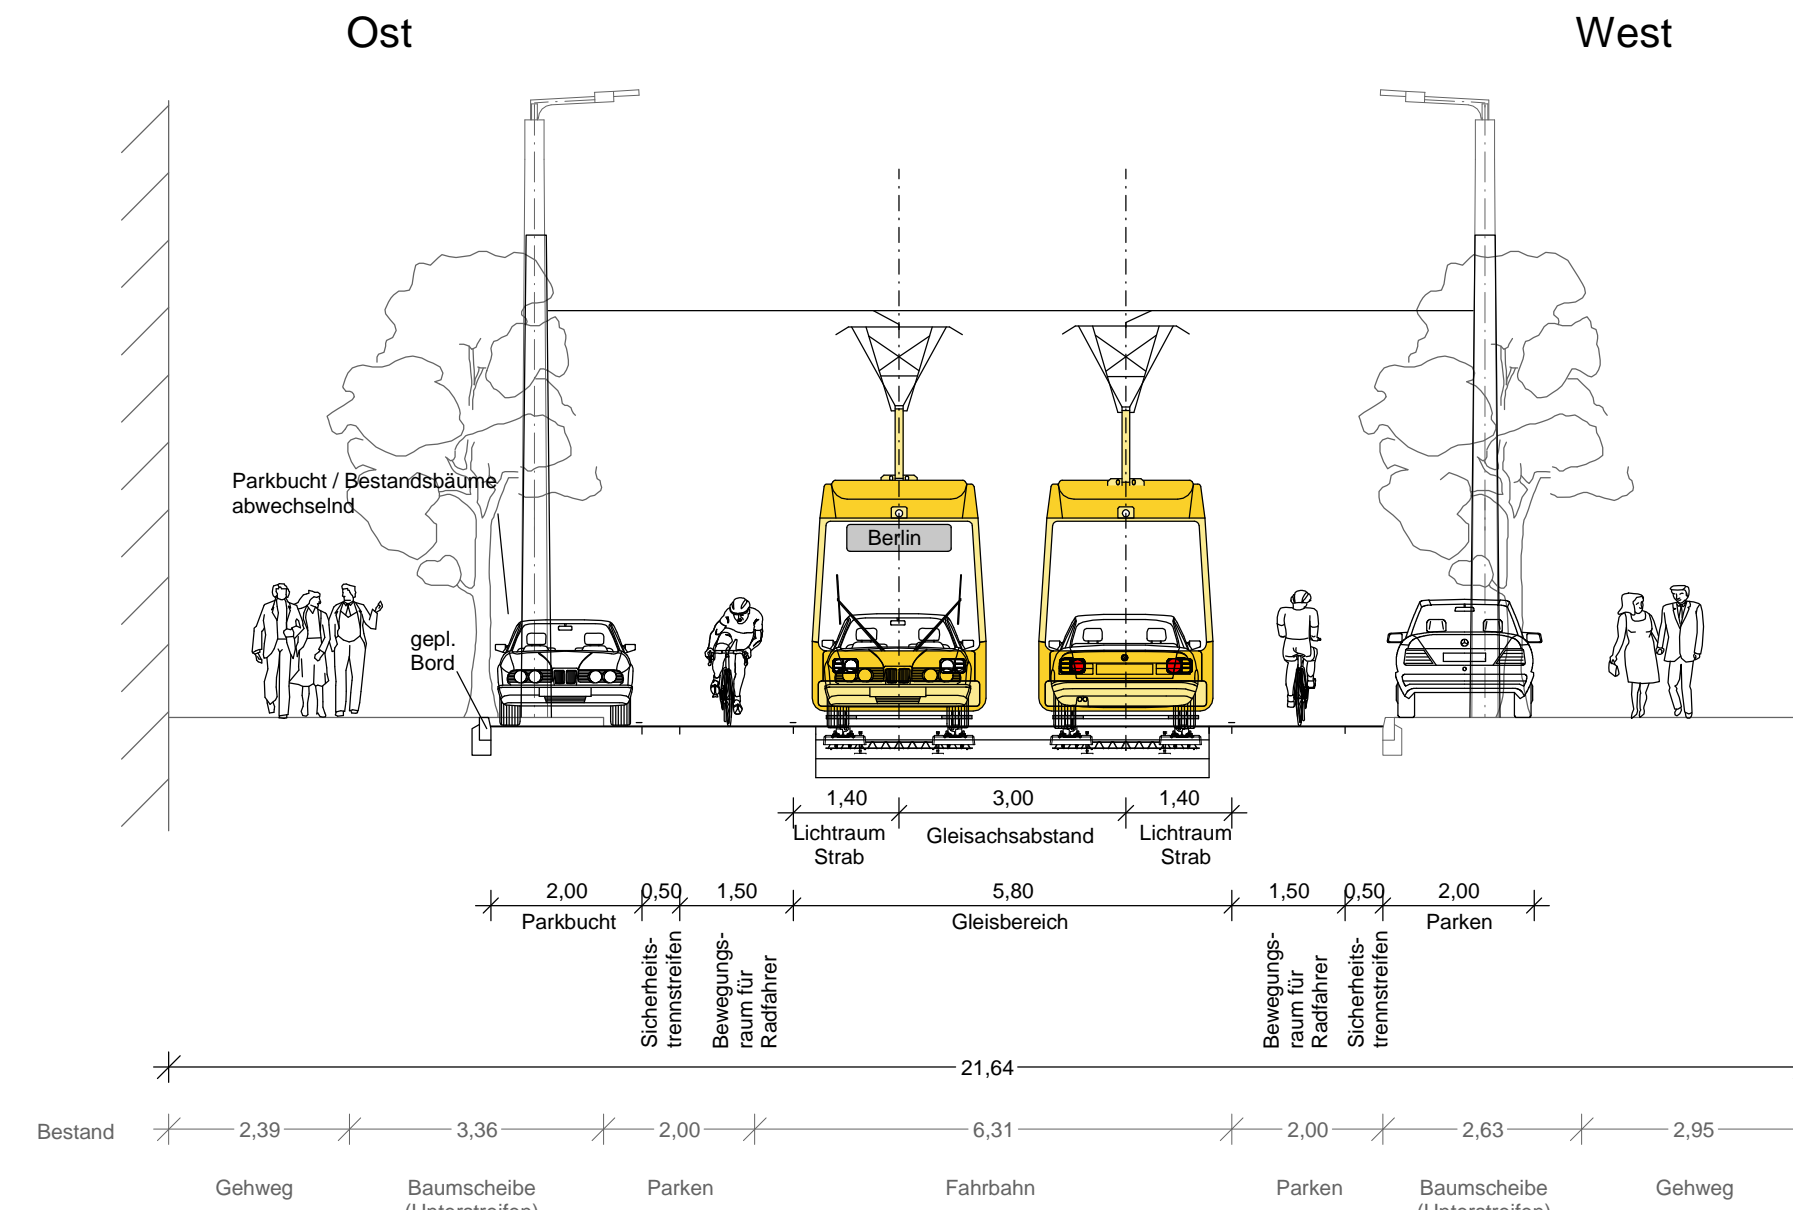 Ost
West
Parkbucht / Bestandsbäume
abwechselnd
Berlin
gepl.
Bord
1,40
3,00
1,40
Lichtraum
Strab
Gleisachsabstand
Lichtraum
Strab
2,00
0,50
1,50
5,80
1,50
0,50
2,00
Parkbucht
Gleisbereich
Parken
Sicherheits-
trennstreifen
Bewegungs-
raum für
Radfahrer
Bewegungs-
raum für
Radfahrer
Sicherheits-
trennstreifen
21,64
Bestand
2,39
3,36
2,00
6,31
2,00
2,63
2,95
Gehweg
Baumscheibe
(Unterstreifen)
Parken
Fahrbahn
Parken
Baumscheibe
(Unterstreifen)
Gehweg